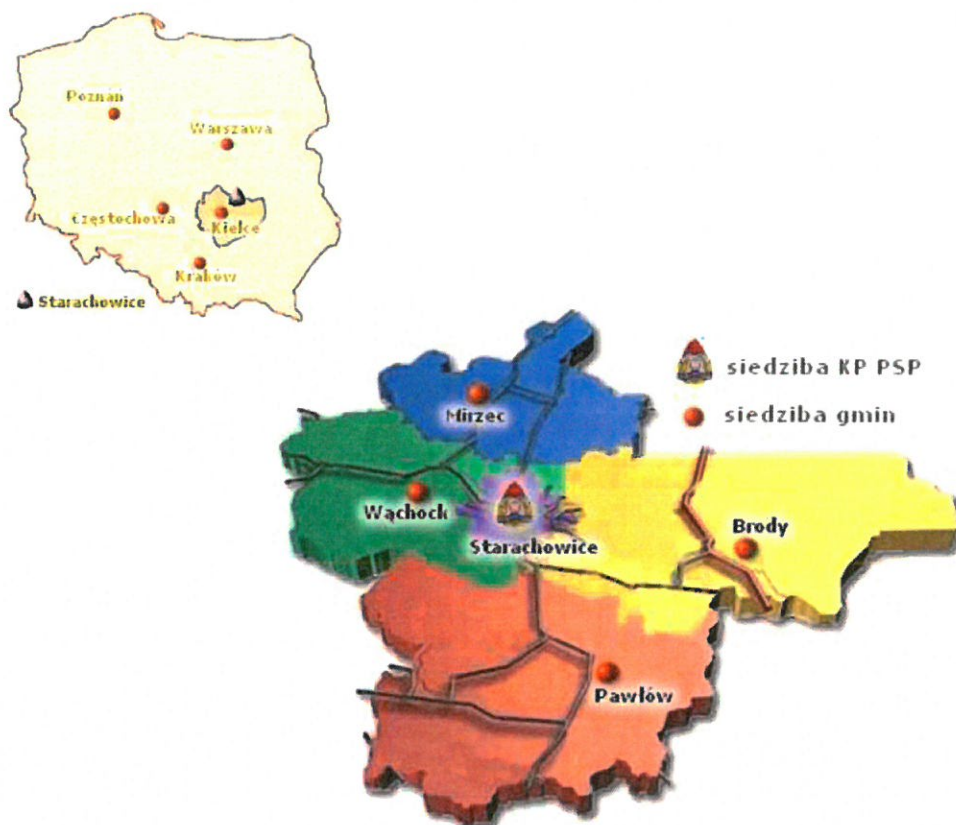 Poznań
Warszawa
Częstochowa
Kielce
Kraków
Starachowice
siedziba KP PSP
siedziba gmin
Mirzec
Wąchock
Starachowice
Brody
Pawłów